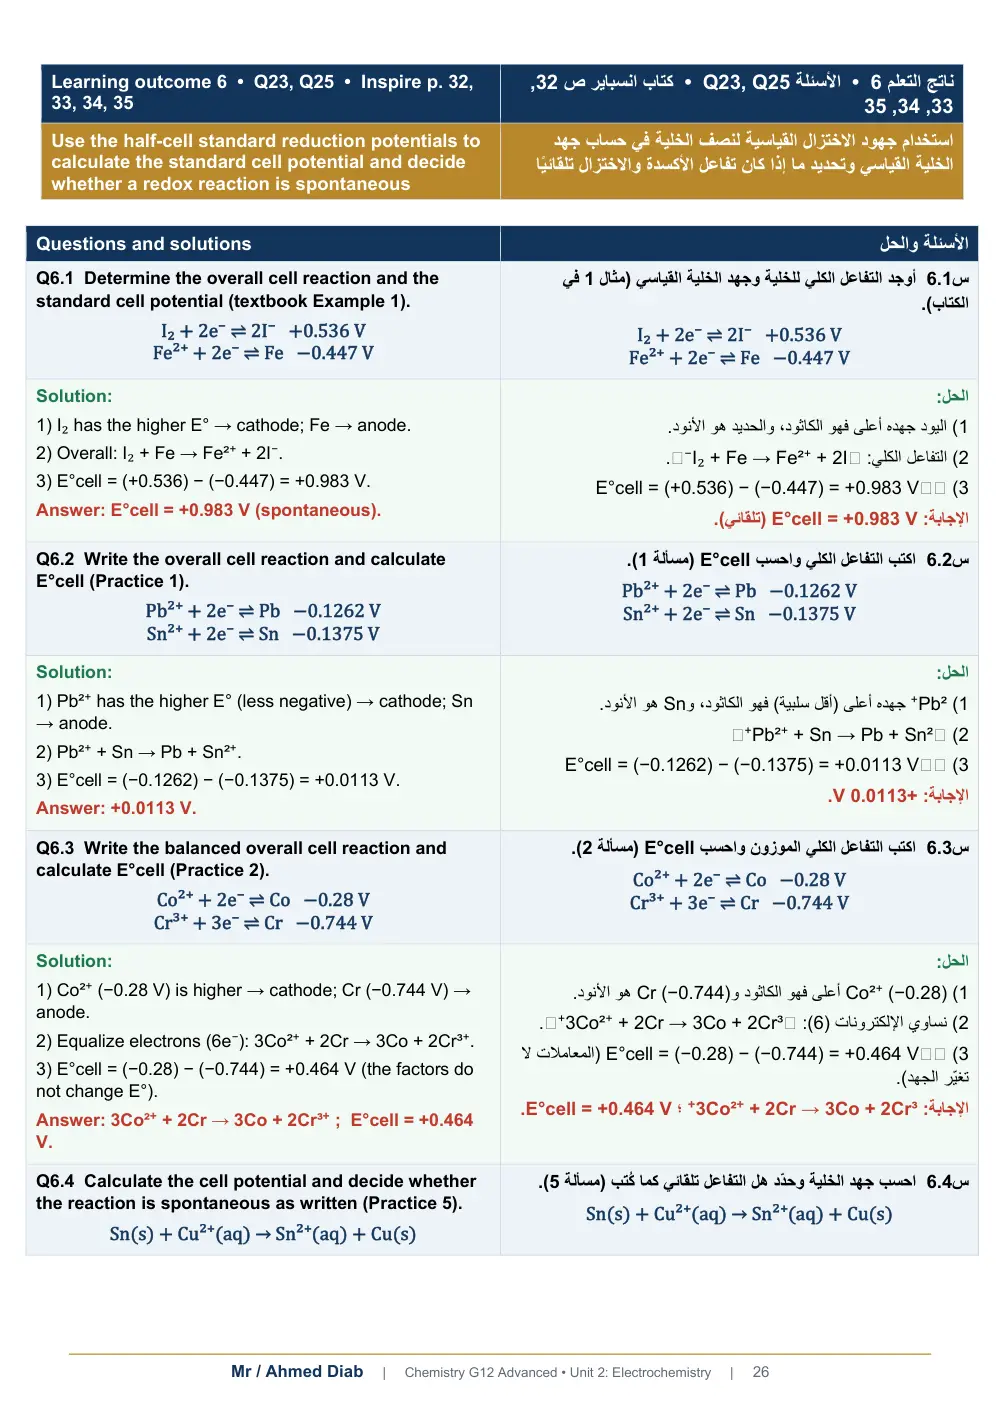 Learning outcome 6 • Q23, Q25 • Inspire p. 32,
33, 34, 35
ناتج التعلم 6 • الأسئلة Q23, Q25 • كتاب انسباير ص 32,
33, 34, 35
Use the half-cell standard reduction potentials to
calculate the standard cell potential and decide
whether a redox reaction is spontaneous
استخدام جهود الاختزال القياسية لنصف الخلية في حساب جهد
الخلية القياسي وتحديد ما إذا كان تفاعل الأكسدة والاختزال تلقائيًا
Questions and solutions
الأسئلة والحل
Q6.1 Determine the overall cell reaction and the
standard cell potential (textbook Example 1).
I₂ + 2e⁻ ⇌ 2I⁻ +0.536 V
Fe²⁺ + 2e⁻ ⇌ Fe −0.447 V
س6.1 أوجد التفاعل الكلي للخلية وجهد الخلية القياسي (مثال 1 في
الكتاب).
I₂ + 2e⁻ ⇌ 2I⁻ +0.536 V
Fe²⁺ + 2e⁻ ⇌ Fe −0.447 V
Solution:
1) I₂ has the higher E° → cathode; Fe → anode.
2) Overall: I₂ + Fe → Fe²⁺ + 2I⁻.
3) E°cell = (+0.536) − (−0.447) = +0.983 V.
Answer: E°cell = +0.983 V (spontaneous).
الحل:
1) اليود جهده أعلى فهو الكاثود، والحديد هو الأنود.
2) التفاعل الكلي: I₂ + Fe → Fe²⁺ + 2I⁻.
3) E°cell = (+0.536) − (−0.447) = +0.983 V
الإجابة: E°cell = +0.983 V (تلقائي).
Q6.2 Write the overall cell reaction and calculate
E°cell (Practice 1).
Pb²⁺ + 2e⁻ ⇌ Pb −0.1262 V
Sn²⁺ + 2e⁻ ⇌ Sn −0.1375 V
س6.2 اكتب التفاعل الكلي واحسب E°cell (مسألة 1).
Pb²⁺ + 2e⁻ ⇌ Pb −0.1262 V
Sn²⁺ + 2e⁻ ⇌ Sn −0.1375 V
Solution:
1) Pb²⁺ has the higher E° (less negative) → cathode; Sn
→ anode.
2) Pb²⁺ + Sn → Pb + Sn²⁺.
3) E°cell = (−0.1262) − (−0.1375) = +0.0113 V.
Answer: +0.0113 V.
الحل:
1) Pb²⁺ جهده أعلى (أقل سلبية) فهو الكاثود، وSn هو الأنود.
2) Pb²⁺ + Sn → Pb + Sn²⁺
3) E°cell = (−0.1262) − (−0.1375) = +0.0113 V
الإجابة: +0.0113 V.
Q6.3 Write the balanced overall cell reaction and
calculate E°cell (Practice 2).
Co²⁺ + 2e⁻ ⇌ Co −0.28 V
Cr³⁺ + 3e⁻ ⇌ Cr −0.744 V
س6.3 اكتب التفاعل الكلي الموزون واحسب E°cell (مسألة 2).
Co²⁺ + 2e⁻ ⇌ Co −0.28 V
Cr³⁺ + 3e⁻ ⇌ Cr −0.744 V
Solution:
1) Co²⁺ (−0.28 V) is higher → cathode; Cr (−0.744 V) →
anode.
2) Equalize electrons (6e⁻): 3Co²⁺ + 2Cr → 3Co + 2Cr³⁺.
3) E°cell = (−0.28) − (−0.744) = +0.464 V (the factors do
not change E°).
Answer: 3Co²⁺ + 2Cr → 3Co + 2Cr³⁺ ; E°cell = +0.464
V.
الحل:
1) Co²⁺ (−0.28) أعلى فهو الكاثود وCr (−0.744) هو الأنود.
2) نساوي الإلكترونات (6): 3Co²⁺ + 2Cr → 3Co + 2Cr³⁺.
3) E°cell = (−0.28) − (−0.744) = +0.464 V (المعاملات لا
تغيّر الجهد).
الإجابة: 3Co²⁺ + 2Cr → 3Co + 2Cr³⁺ ؛ E°cell = +0.464 V.
Q6.4 Calculate the cell potential and decide whether
the reaction is spontaneous as written (Practice 5).
Sn(s) + Cu²⁺(aq) → Sn²⁺(aq) + Cu(s)
س6.4 احسب جهد الخلية وحدّد هل التفاعل تلقائي كما كُتب (مسألة 5).
Sn(s) + Cu²⁺(aq) → Sn²⁺(aq) + Cu(s)
Mr / Ahmed Diab | Chemistry G12 Advanced • Unit 2: Electrochemistry | 26